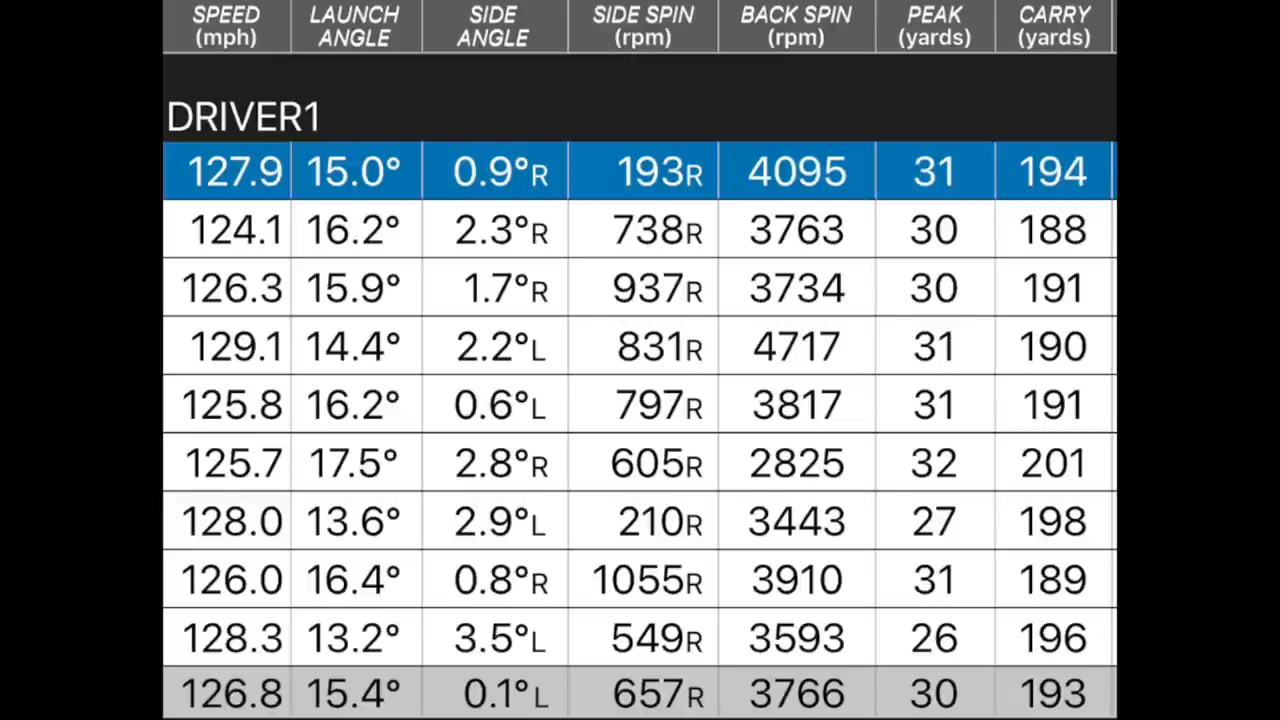 SPEED (mph) LAUNCH ANGLE SIDE ANGLE SIDE SPIN (rpm) BACK SPIN (rpm) PEAK (yards) CARRY (yards)
DRIVER1
127.9 15.0° 0.9°R 193R 4095 31 194
124.1 16.2° 2.3°R 738R 3763 30 188
126.3 15.9° 1.7°R 937R 3734 30 191
129.1 14.4° 2.2°L 831R 4717 31 190
125.8 16.2° 0.6°L 797R 3817 31 191
125.7 17.5° 2.8°R 605R 2825 32 201
128.0 13.6° 2.9°L 210R 3443 27 198
126.0 16.4° 0.8°R 1055R 3910 31 189
128.3 13.2° 3.5°L 549R 3593 26 196
126.8 15.4° 0.1°L 657R 3766 30 193